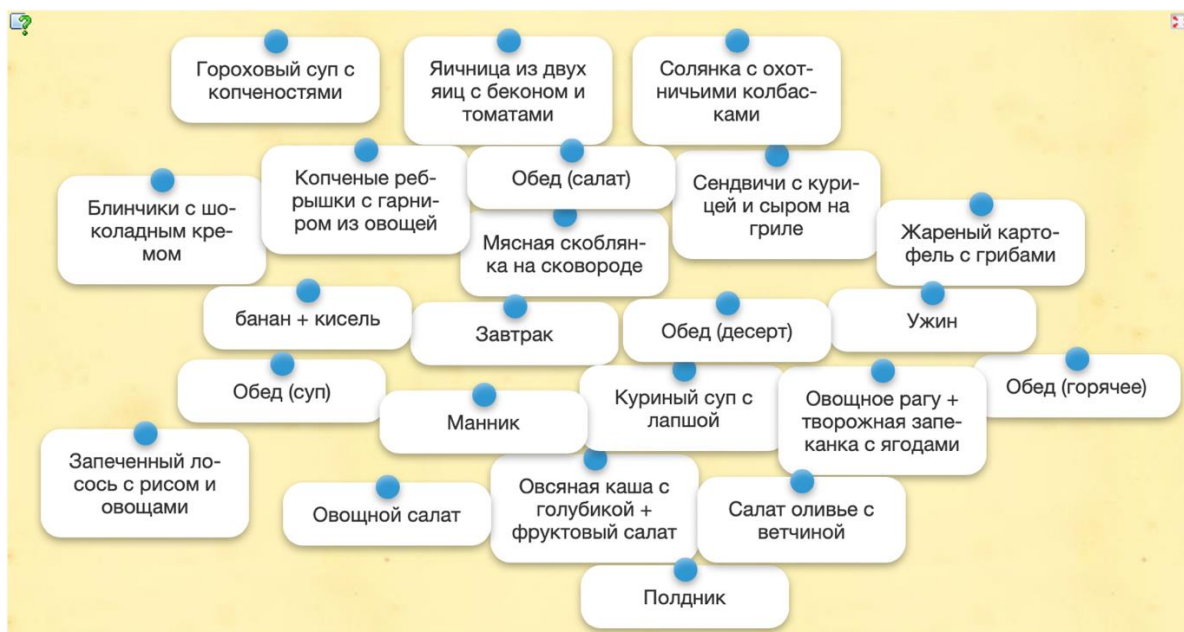 Гороховый суп с
копченостями
Яичница из двух
яиц с беконом и
томатами
Солянка с охот-
ничьими колбас-
ками
Блинчики с шо-
коладным кре-
мом
Копченые реб-
рышки с гарни-
ром из овощей
Обед (салат)
Мясная скоблян-
ка на сковороде
Сендвичи с кури-
цей и сыром на
гриле
Жареный карто-
фель с грибами
банан + кисель
Завтрак
Обед (десерт)
Ужин
Обед (суп)
Манник
Куриный суп с
лапшой
Овощное рагу +
творожная запе-
канка с ягодами
Обед (горячее)
Запеченный ло-
сось с рисом и
овощами
Овощной салат
Овсяная каша с
голубикой +
фруктовый салат
Салат оливье с
ветчиной
Полдник